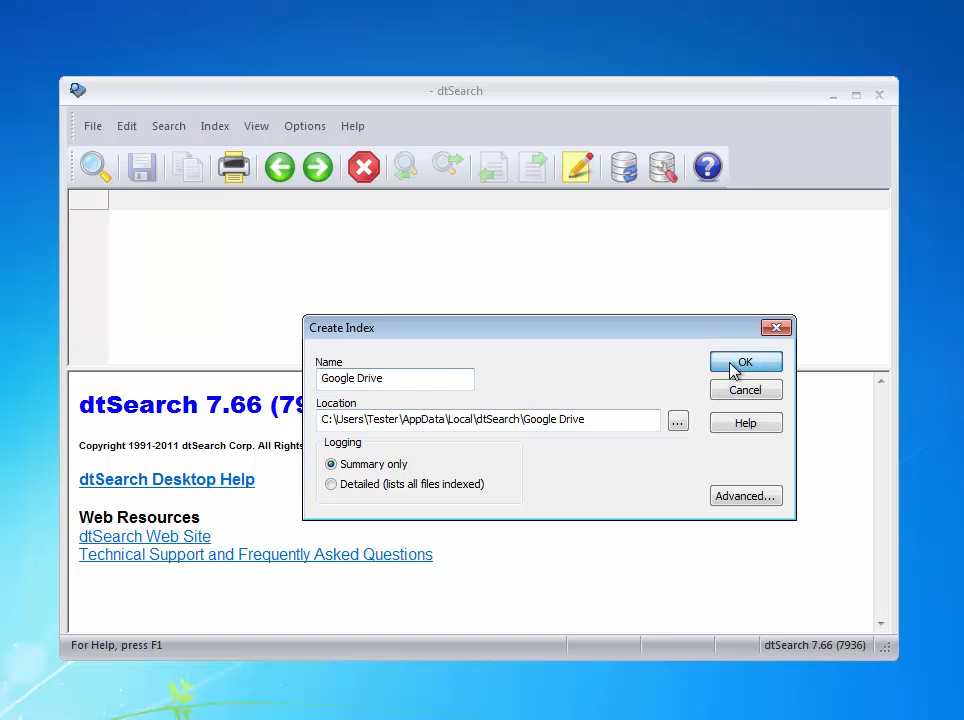 - dtSearch
File Edit Search Index View Options Help
Create Index
Name
Google Drive
OK
Location
Cancel
C:\Users\Tester\AppData\Local\dtSearch\Google Drive
...
Help
Logging
Summary only
Detailed (lists all files indexed)
Advanced...
dtSearch 7.66 (79
Copyright 1991-2011 dtSearch Corp. All Rights
dtSearch Desktop Help
Web Resources
dtSearch Web Site
Technical Support and Frequently Asked Questions
For Help, press F1
dtSearch 7.66 (7936)